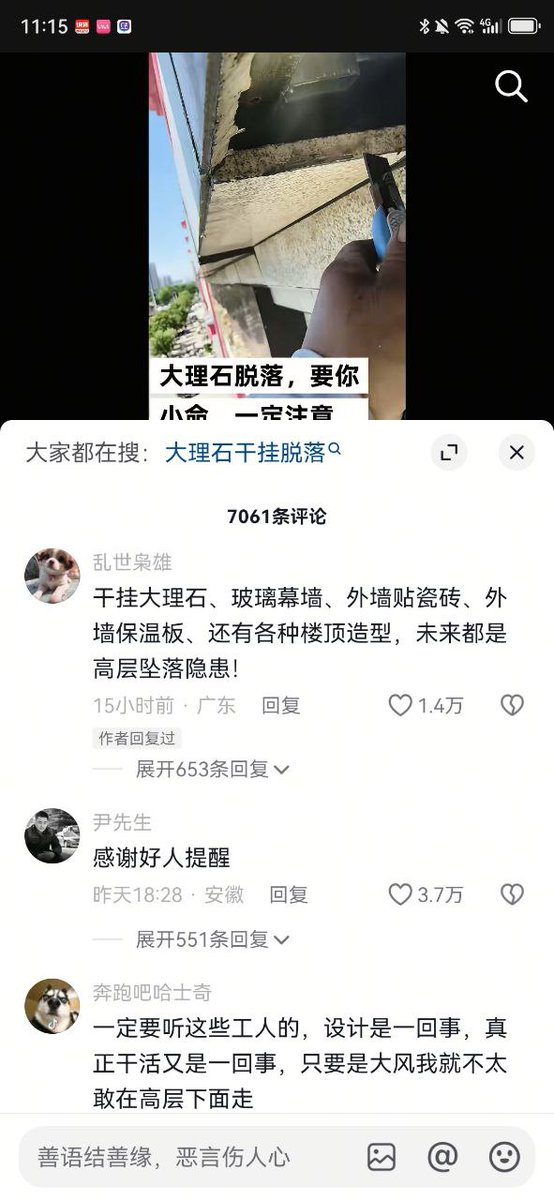 11:15
4G
大理石脱落，要你
小命，一定注意
大家都在搜：大理石干挂脱落
7061条评论
乱世枭雄
干挂大理石、玻璃幕墙、外墙贴瓷砖、外
墙保温板、还有各种楼顶造型，未来都是
高层坠落隐患！
15小时前 · 广东 回复 1.4万
作者回复过
展开653条回复
尹先生
感谢好人提醒
昨天18:28 · 安徽 回复 3.7万
展开551条回复
奔跑吧哈士奇
一定要听这些工人的，设计是一回事，真
正干活又是一回事，只要是大风我就不太
敢在高层下面走
善语结善缘，恶言伤人心